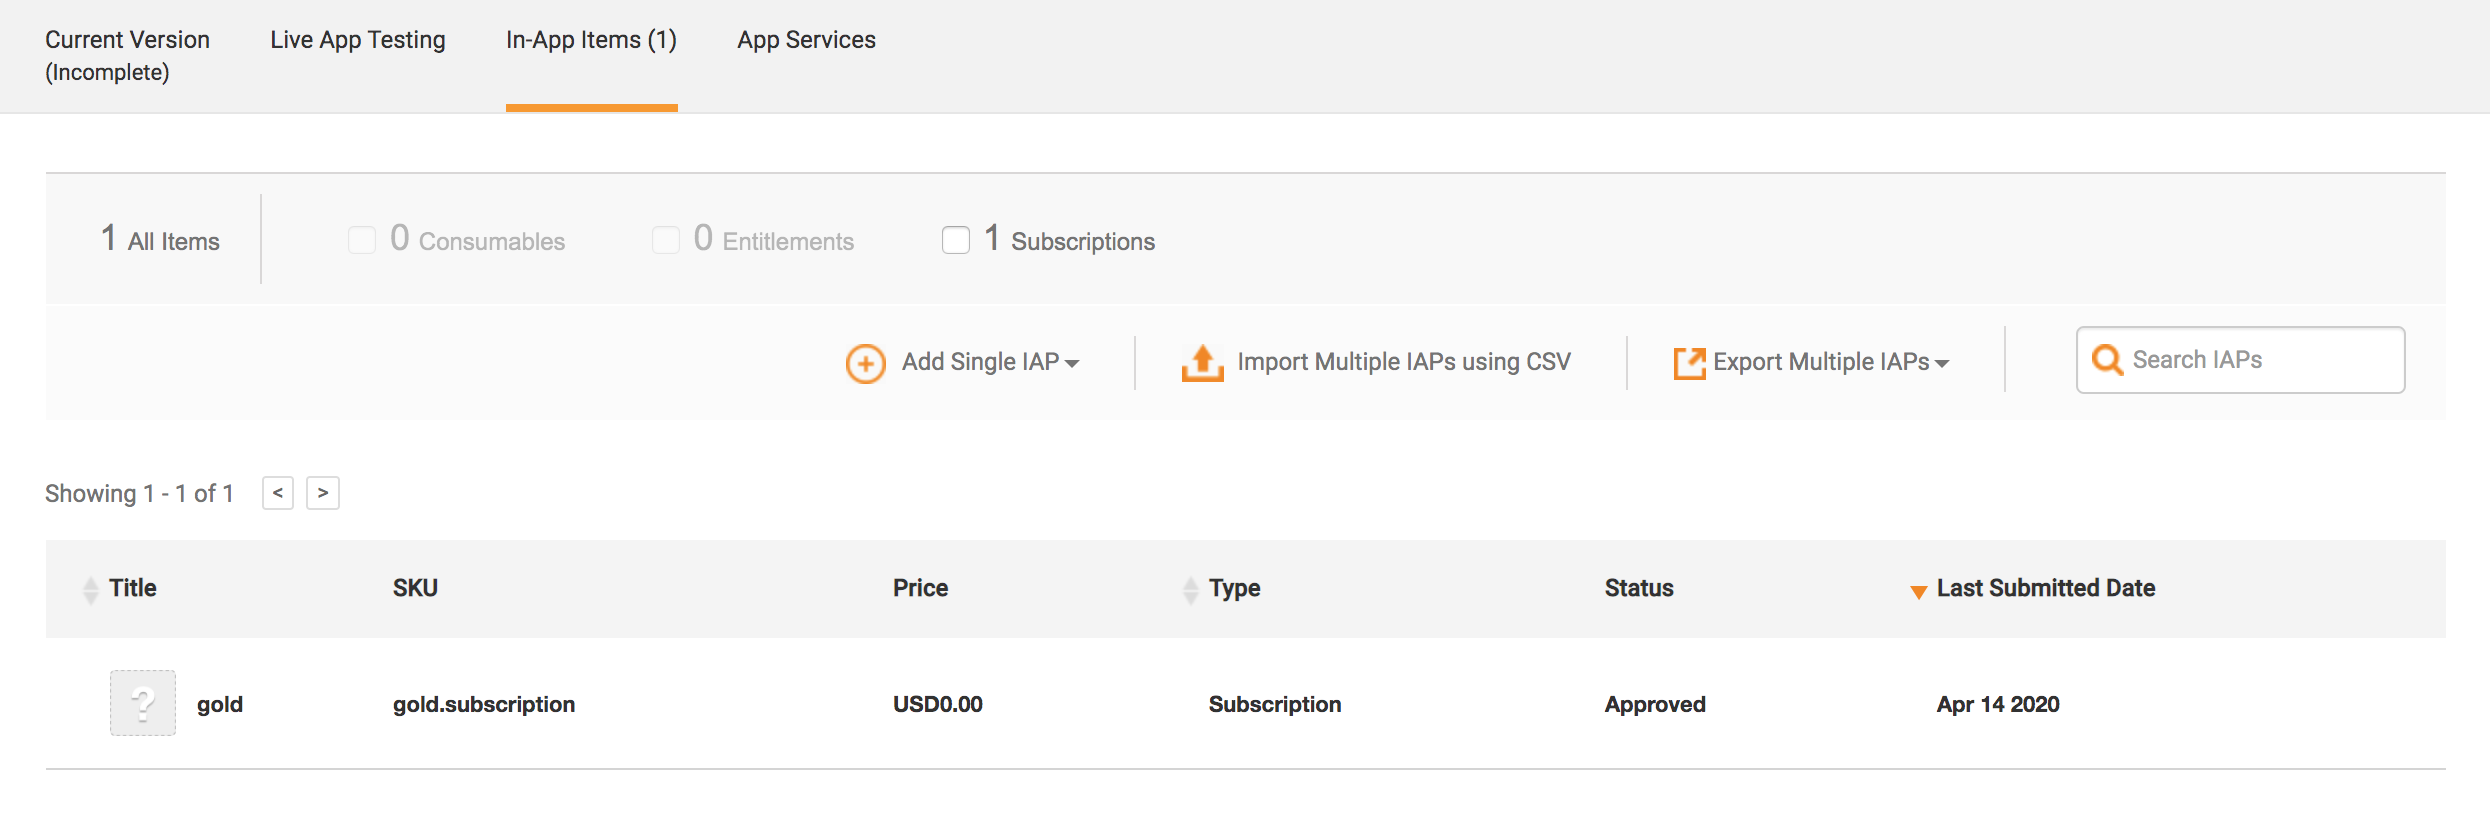 Current Version
(Incomplete)
Live App Testing
In-App Items (1)
App Services
1 All Items
0 Consumables
0 Entitlements
1 Subscriptions
Add Single IAP
Import Multiple IAPs using CSV
Export Multiple IAPs
Search IAPs
Showing 1 - 1 of 1 < >
Title SKU Price Type Status Last Submitted Date
? gold gold.subscription USD0.00 Subscription Approved Apr 14 2020